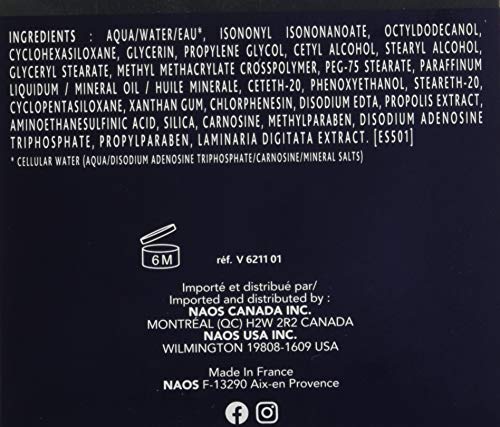 INGREDIENTS : AQUA/WATER/EAU*, ISONONYL ISONONANOATE, OCTYLDODECANOL,
CYCLOHEXASILOXANE, GLYCERIN, PROPYLENE GLYCOL, CETYL ALCOHOL, STEARYL ALCOHOL,
GLYCERYL STEARATE, METHYL METHACRYLATE CROSSPOLYMER, PEG-75 STEARATE, PARAFFINUM
LIQUIDUM / MINERAL OIL / HUILE MINERALE, CETETH-20, PHENOXYETHANOL, STEARETH-20,
CYCLOPENTASILOXANE, XANTHAN GUM, CHLORPHENESIN, DISODIUM EDTA, PROPOLIS EXTRACT,
AMINOETHANESULFINIC ACID, SILICA, CARNOSINE, METHYLPARABEN, DISODIUM ADENOSINE
TRIPHOSPHATE, PROPYLPARABEN, LAMINARIA DIGITATA EXTRACT. [ES501]
* CELLULAR WATER (AQUA/DISODIUM ADENOSINE TRIPHOSPHATE/CARNOSINE/MINERAL SALTS)
6M
réf. V 6211 01
Importé et distribué par/
Imported and distributed by :
NAOS CANADA INC.
MONTRÉAL (QC) H2W 2R2 CANADA
NAOS USA INC.
WILMINGTON 19808-1609 USA
Made In France
NAOS F-13290 Aix-en Provence